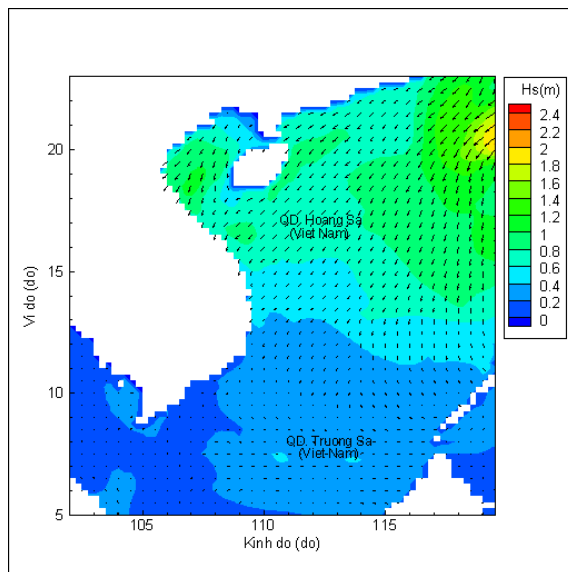 Hs(m)
2.4
2.2
2
1.8
1.6
1.4
1.2
1
0.8
0.6
0.4
0.2
0
20
15
10
5
Vi do (do)
QD. Hoang Sa
(Viet Nam)
QD. Truong Sa
(Viet Nam)
105
110
115
Kinh do (do)